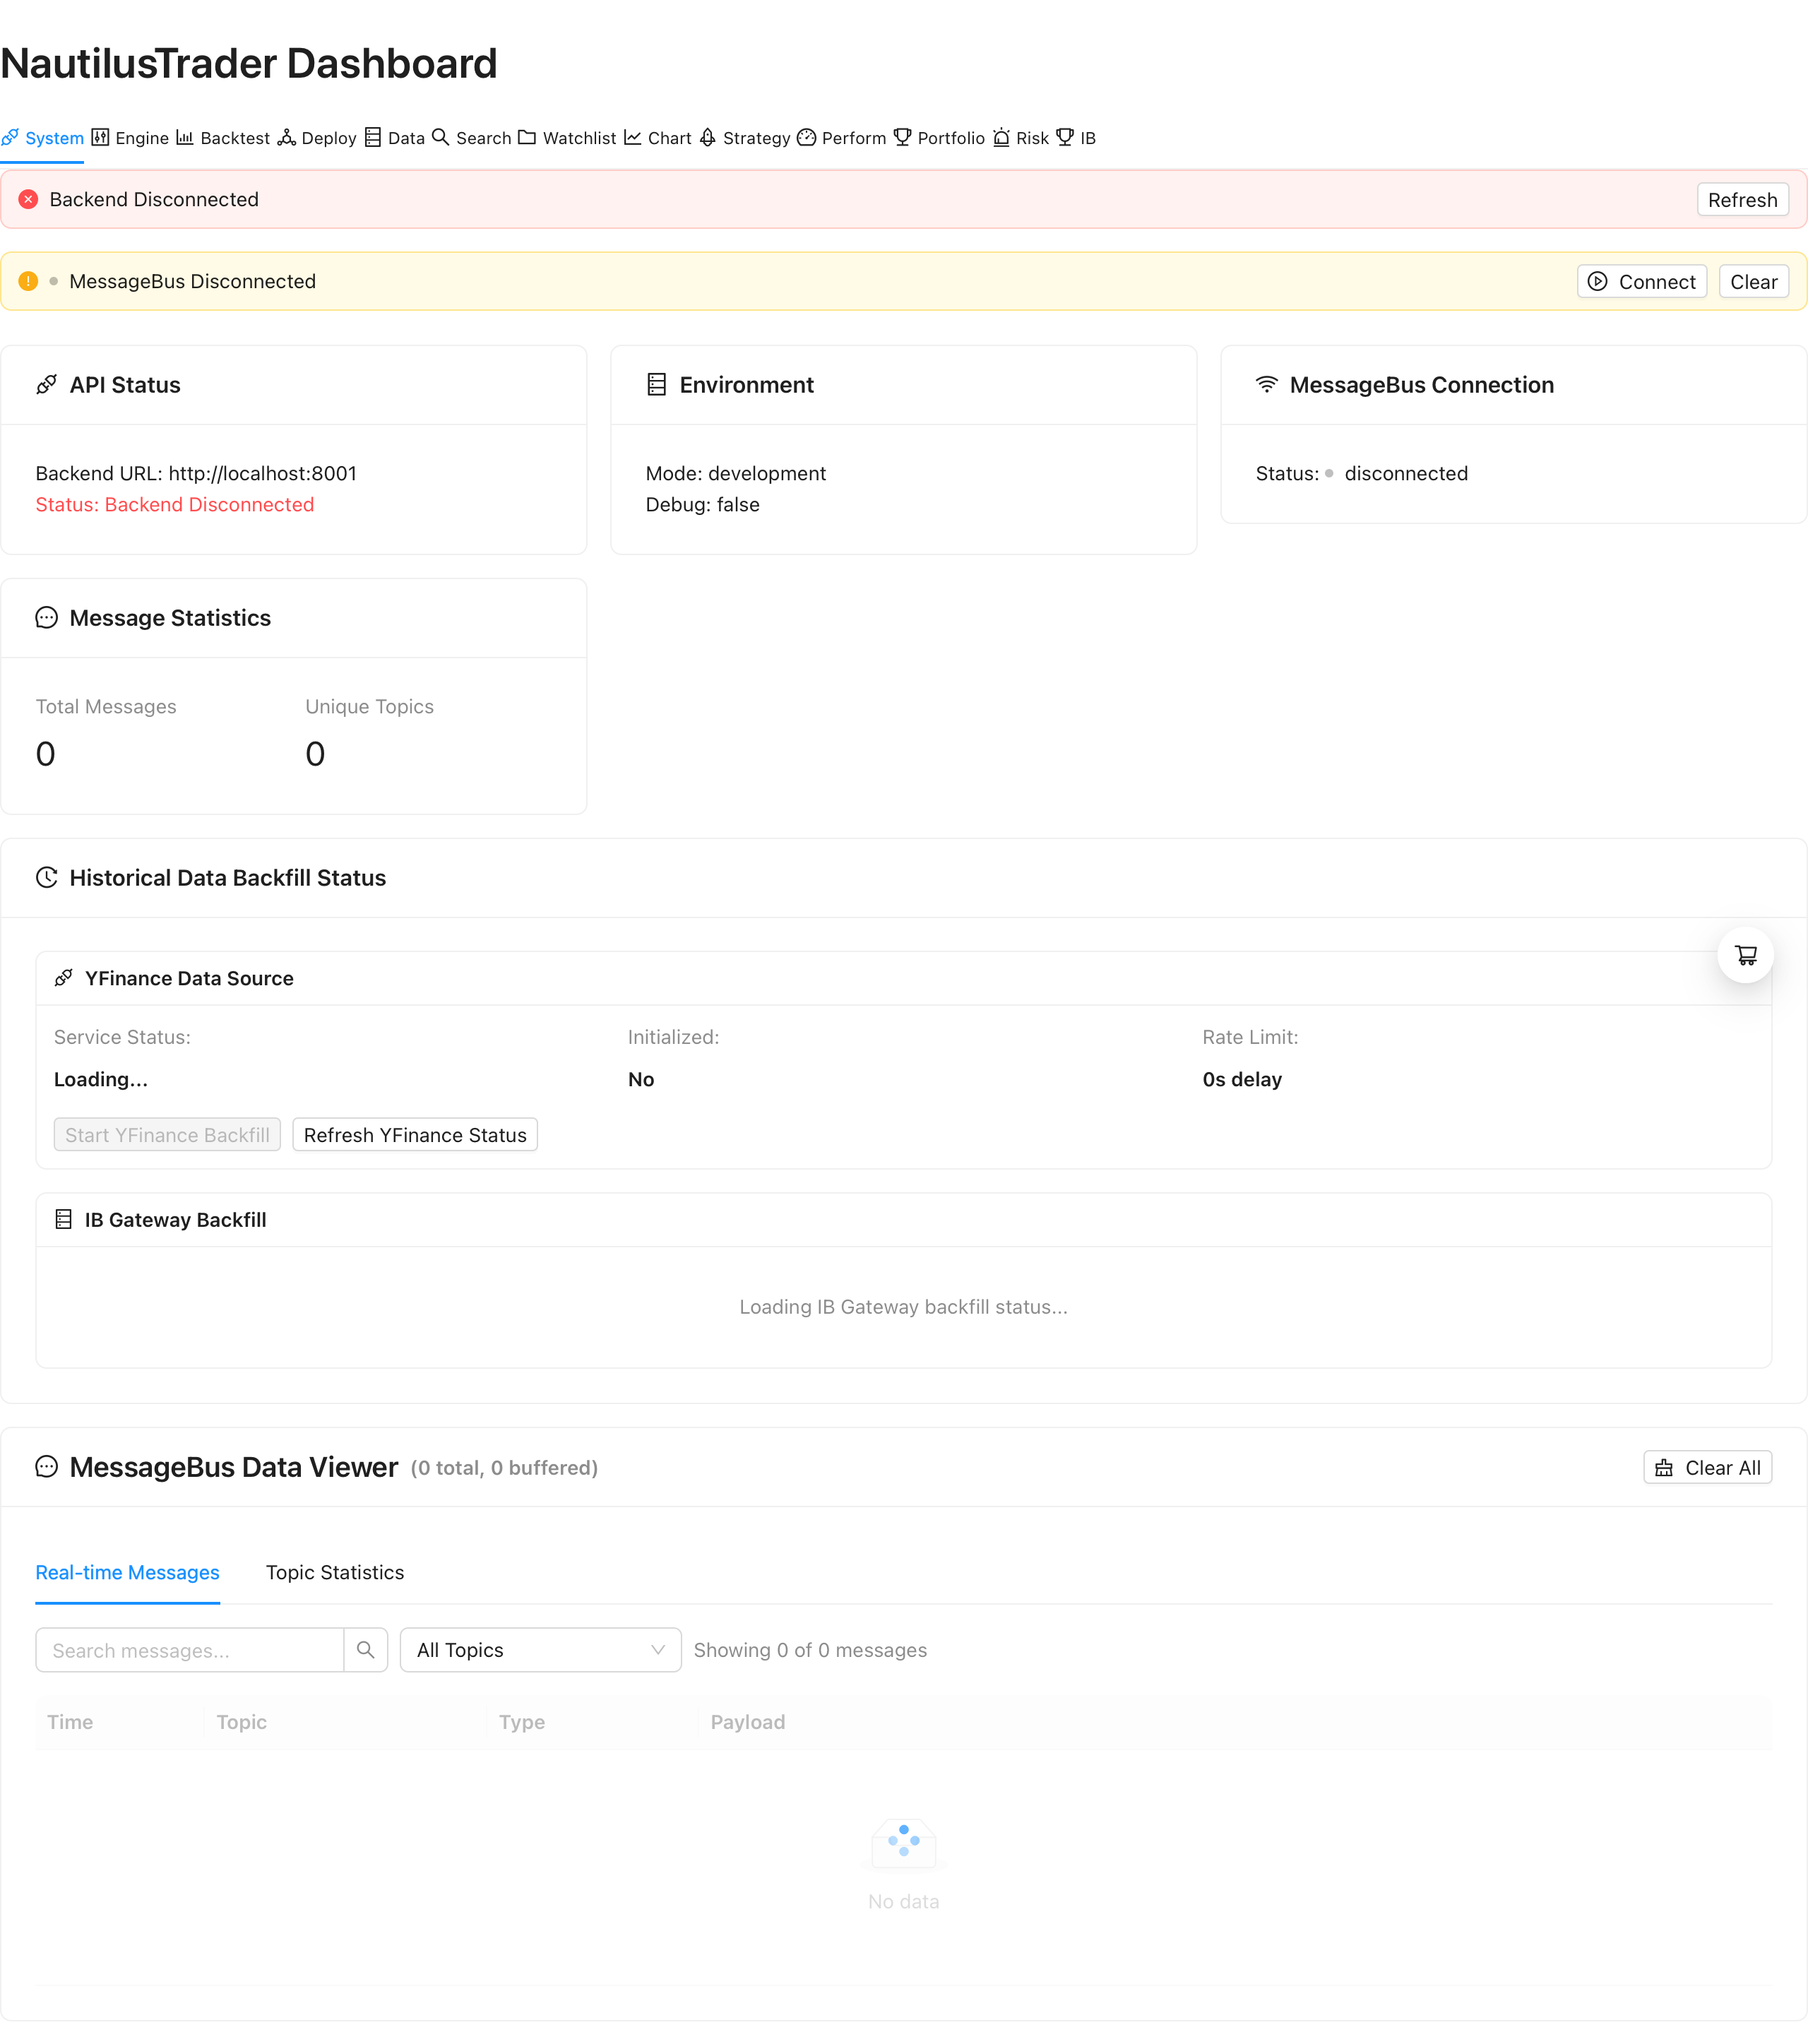 NautilusTrader Dashboard
System Engine Backtest Deploy Data Search Watchlist Chart Strategy Perform Portfolio Risk IB
Backend Disconnected Refresh
MessageBus Disconnected Connect Clear
API Status
Backend URL: http://localhost:8001
Status: Backend Disconnected
Environment
Mode: development
Debug: false
MessageBus Connection
Status: disconnected
Message Statistics
Total Messages Unique Topics
0 0
Historical Data Backfill Status
YFinance Data Source
Service Status: Initialized: Rate Limit:
Loading... No 0s delay
Start YFinance Backfill Refresh YFinance Status
IB Gateway Backfill
Loading IB Gateway backfill status...
MessageBus Data Viewer (0 total, 0 buffered) Clear All
Real-time Messages Topic Statistics
Search messages... All Topics Showing 0 of 0 messages
Time Topic Type Payload
No data